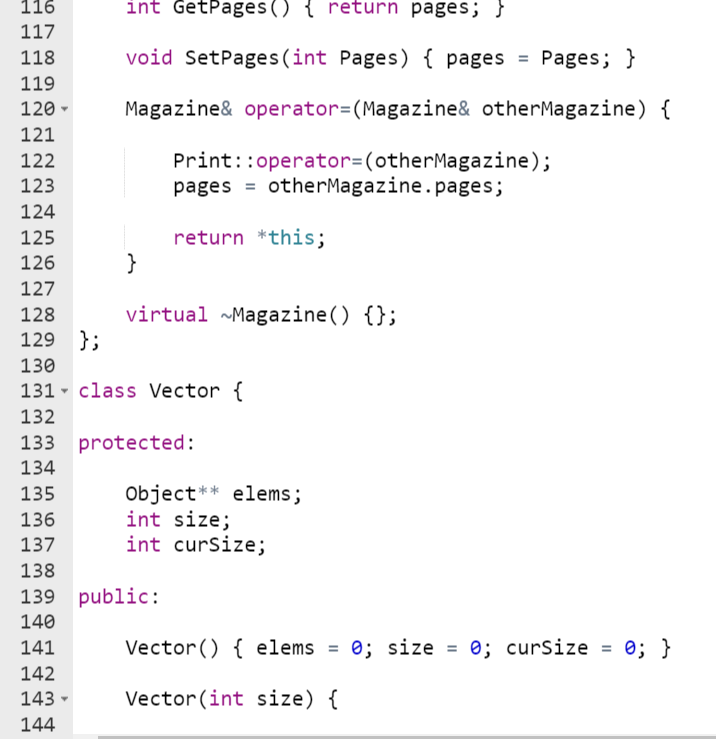 116     int GetPages() { return pages; }
117
118     void SetPages(int Pages) { pages = Pages; }
119
120     Magazine& operator=(Magazine& otherMagazine) {
121
122         Print::operator=(otherMagazine);
123         pages = otherMagazine.pages;
124
125         return *this;
126     }
127
128     virtual ~Magazine() {};
129 };
130
131 class Vector {
132
133 protected:
134
135     Object** elems;
136     int size;
137     int curSize;
138
139 public:
140
141     Vector() { elems = 0; size = 0; curSize = 0; }
142
143     Vector(int size) {
144